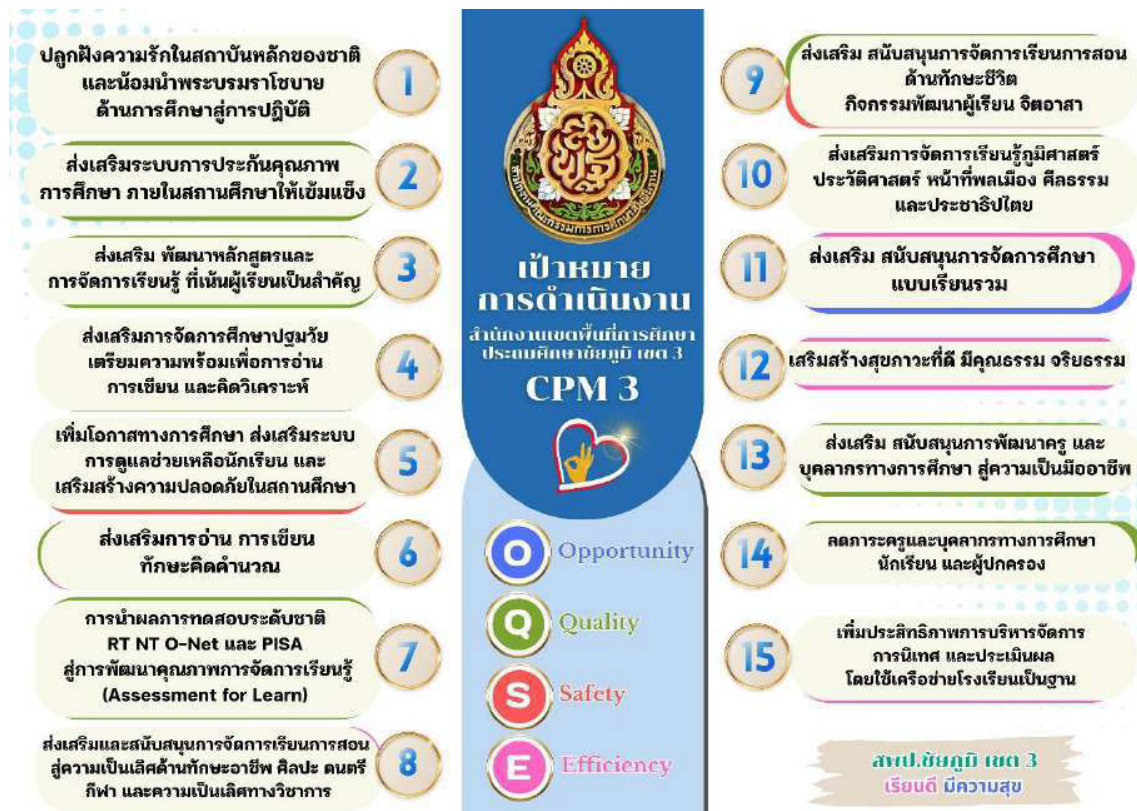 ปลูกฝังความรักในสถาบันหลักของชาติ
และน้อมนำพระบรมราโชบาย
ด้านการศึกษาสู่การปฏิบัติ
1
ส่งเสริมระบบการประกันคุณภาพ
การศึกษา ภายในสถานศึกษาให้เข้มแข็ง
2
ส่งเสริม พัฒนาหลักสูตรและ
การจัดการเรียนรู้ ที่เน้นผู้เรียนเป็นสำคัญ
3
ส่งเสริมการจัดการศึกษาปฐมวัย
เตรียมความพร้อมเพื่อการอ่าน
การเขียน และคิดวิเคราะห์
4
เพิ่มโอกาสทางการศึกษา ส่งเสริมระบบ
การดูแลช่วยเหลือนักเรียน และ
เสริมสร้างความปลอดภัยในสถานศึกษา
5
ส่งเสริมการอ่าน การเขียน
ทักษะคิดคำนวณ
6
การนำผลการทดสอบระดับชาติ
RT NT O-Net และ PISA
สู่การพัฒนาคุณภาพการจัดการเรียนรู้
(Assessment for Learn)
7
ส่งเสริมและสนับสนุนการจัดการเรียนการสอน
สู่ความเป็นเลิศด้านทักษะอาชีพ ศิลปะ ดนตรี
กีฬา และความเป็นเลิศทางวิชาการ
8
สำนักงานคณะกรรมการการศึกษาขั้นพื้นฐาน
เป้าหมาย
การดำเนินงาน
สำนักงานเขตพื้นที่การศึกษา
ประถมศึกษาชัยภูมิ เขต 3
CPM 3
O Opportunity
Q Quality
S Safety
E Efficiency
9
ส่งเสริม สนับสนุนการจัดการเรียนการสอน
ด้านทักษะชีวิต
กิจกรรมพัฒนาผู้เรียน จิตอาสา
10
ส่งเสริมการจัดการเรียนรู้ภูมิศาสตร์
ประวัติศาสตร์ หน้าที่พลเมือง ศีลธรรม
และประชาธิปไตย
11
ส่งเสริม สนับสนุนการจัดการศึกษา
แบบเรียนรวม
12
เสริมสร้างสุขภาวะที่ดี มีคุณธรรม จริยธรรม
13
ส่งเสริม สนับสนุนการพัฒนาครู และ
บุคลากรทางการศึกษา สู่ความเป็นมืออาชีพ
14
ลดภาระครูและบุคลากรทางการศึกษา
นักเรียน และผู้ปกครอง
15
เพิ่มประสิทธิภาพการบริหารจัดการ
การนิเทศ และประเมินผล
โดยใช้เครือข่ายโรงเรียนเป็นฐาน
สพป.ชัยภูมิ เขต 3
เรียนดี มีความสุข